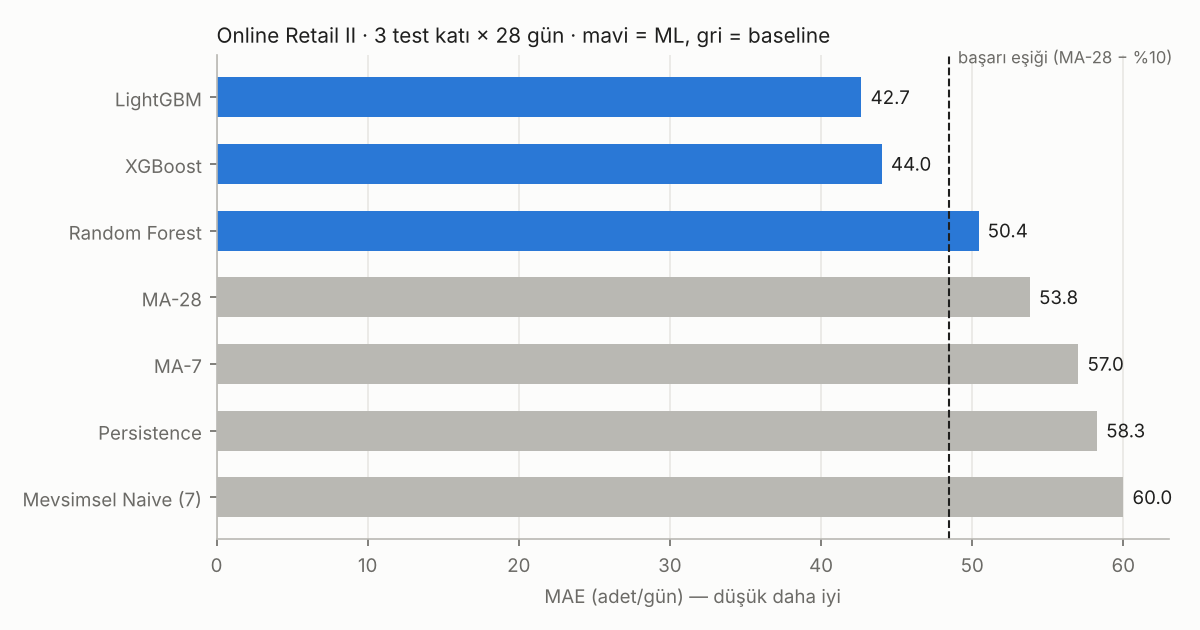 Online Retail II · 3 test katı × 28 gün · mavi = ML, gri = baseline
başarı eşiği (MA-28 − %10)
LightGBM 42.7
XGBoost 44.0
Random Forest 50.4
MA-28 53.8
MA-7 57.0
Persistence 58.3
Mevsimsel Naive (7) 60.0
0 10 20 30 40 50 60
MAE (adet/gün) — düşük daha iyi